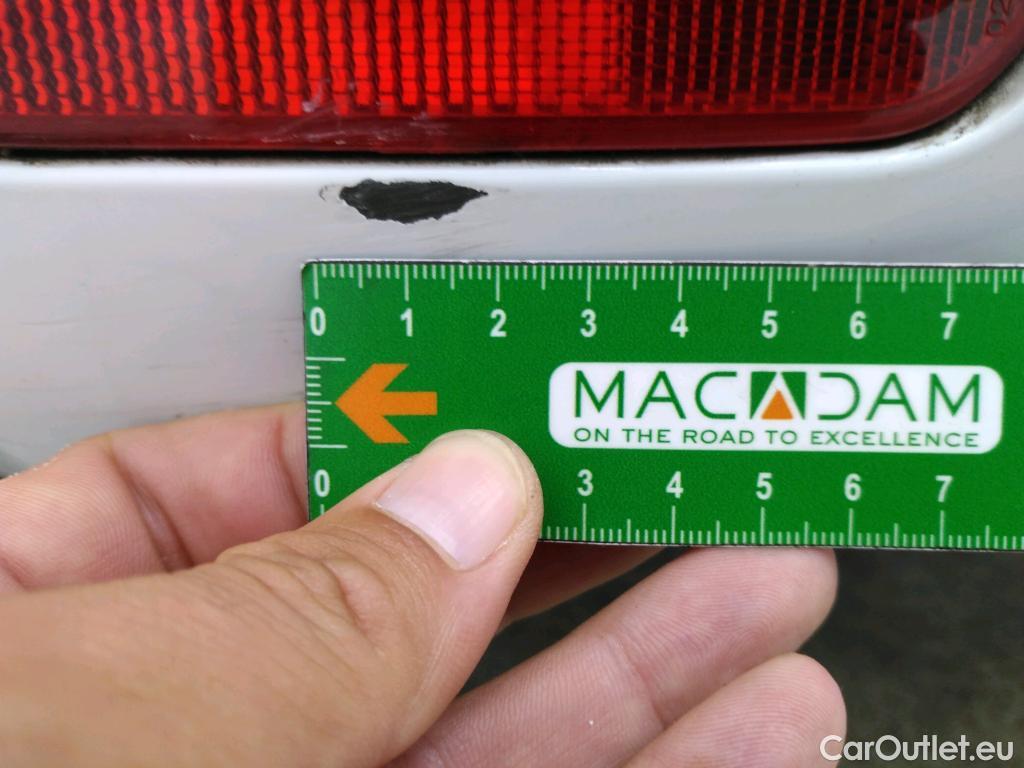 02
0 1 2 3 4 5 6 7
MACADAM
ON THE ROAD TO EXCELLENCE
0 3 4 5 6 7
CarOutlet.eu